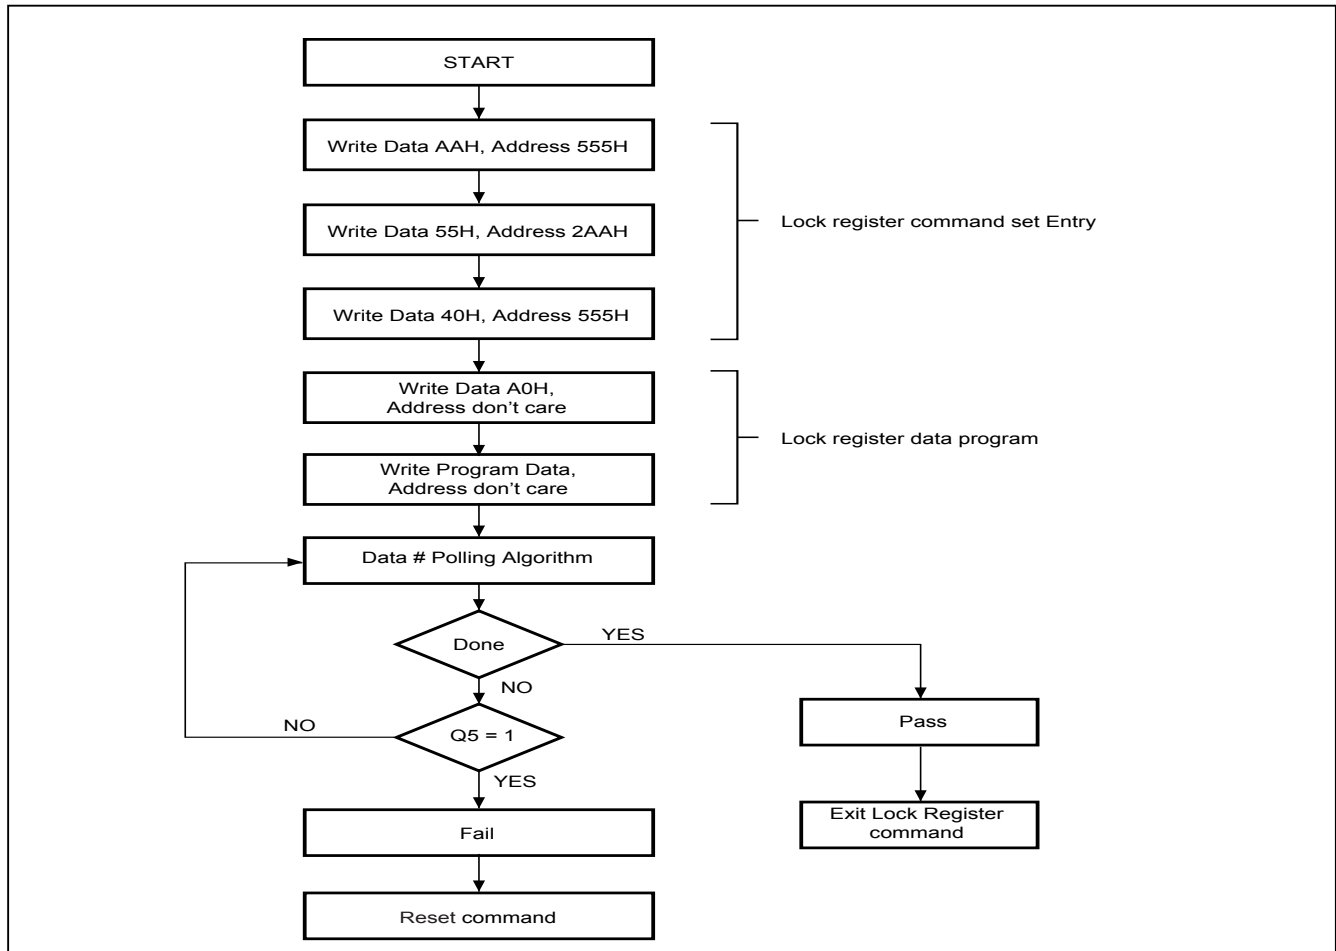 START
Write Data AAH, Address 555H
Write Data 55H, Address 2AAH
Lock register command set Entry
Write Data 40H, Address 555H
Write Data A0H,
Address don't care
Lock register data program
Write Program Data,
Address don't care
Data # Polling Algorithm
Done
YES
NO
Q5 = 1
NO
YES
Pass
Exit Lock Register
command
Fail
Reset command